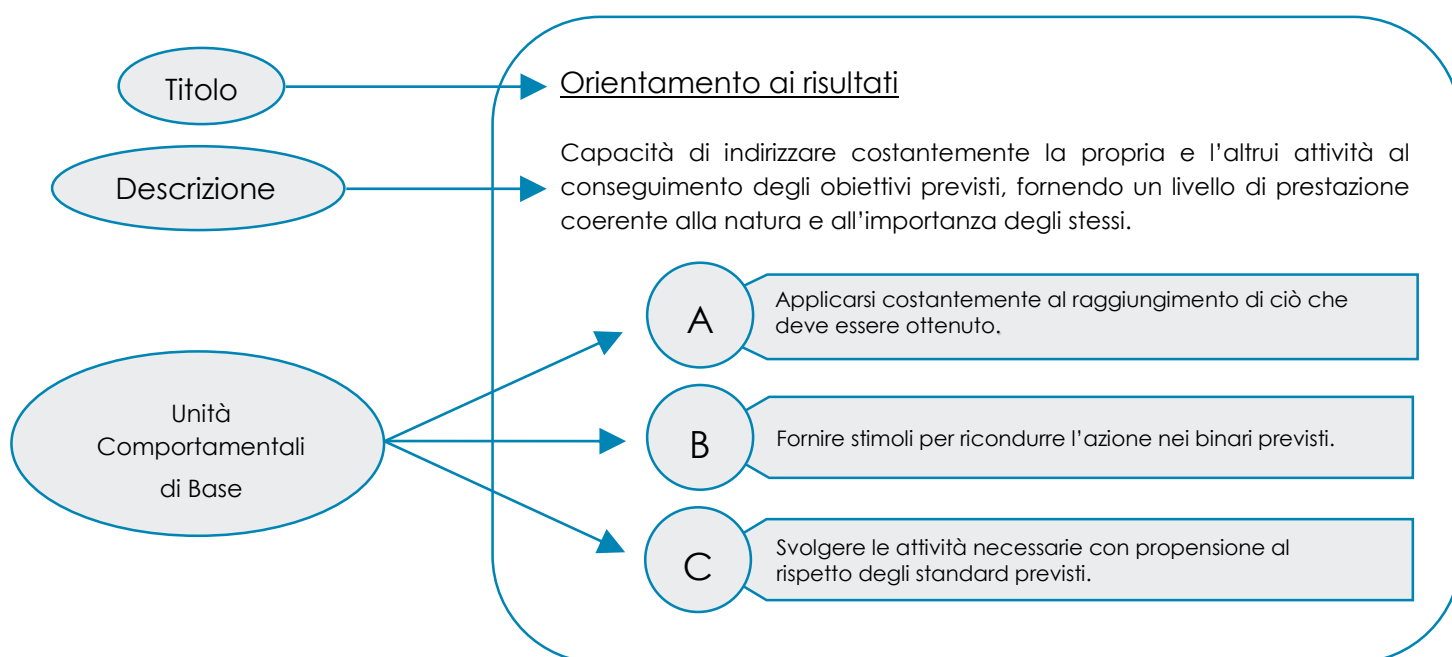 Titolo
Orientamento ai risultati
Descrizione
Capacità di indirizzare costantemente la propria e l'altrui attività al
conseguimento degli obiettivi previsti, fornendo un livello di prestazione
coerente alla natura e all'importanza degli stessi.
Unità
Comportamentali
di Base
A
Applicarsi costantemente al raggiungimento di ciò che
deve essere ottenuto.
B
Fornire stimoli per ricondurre l'azione nei binari previsti.
C
Svolgere le attività necessarie con propensione al
rispetto degli standard previsti.